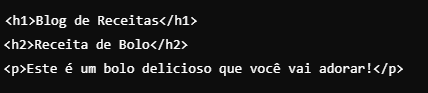 <h1>Blog de Receitas</h1>
<h2>Receita de Bolo</h2>
<p>Este é um bolo delicioso que você vai adorar!</p>